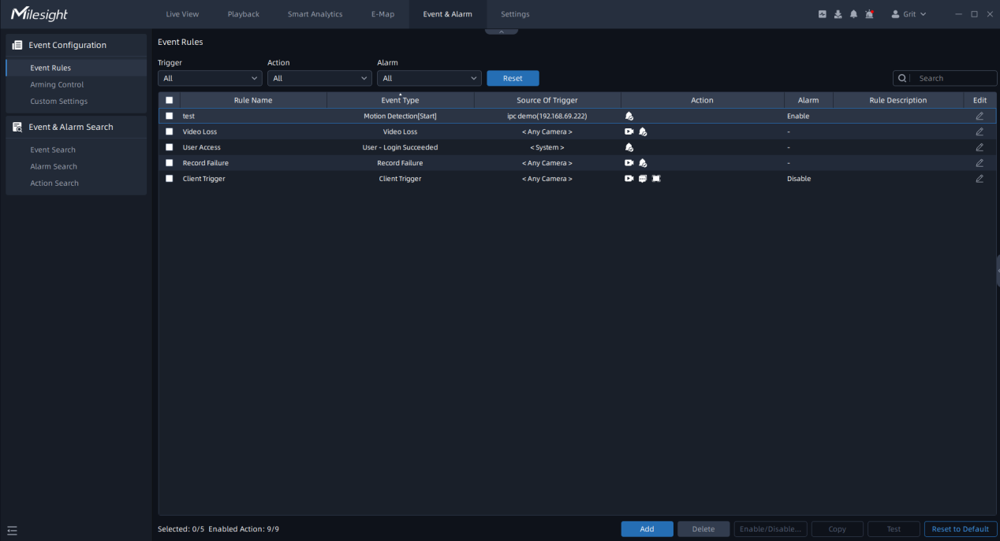 Milesight Live View Playback Smart Analytics E-Map Event & Alarm Settings Grit
Event Configuration
Event Rules
Arming Control
Custom Settings
Event & Alarm Search
Event Search
Alarm Search
Action Search
Event Rules
Trigger Action Alarm
All All All Reset Search
Rule Name Event Type Source Of Trigger Action Alarm Rule Description Edit
test Motion Detection[Start] ipc demo(192.168.69.222) Enable
Video Loss Video Loss < Any Camera > -
User Access User - Login Succeeded < System > -
Record Failure Record Failure < Any Camera > -
Client Trigger Client Trigger < Any Camera > Disable
Selected: 0/5 Enabled Action: 9/9 Add Delete Enable/Disable... Copy Test Reset to Default